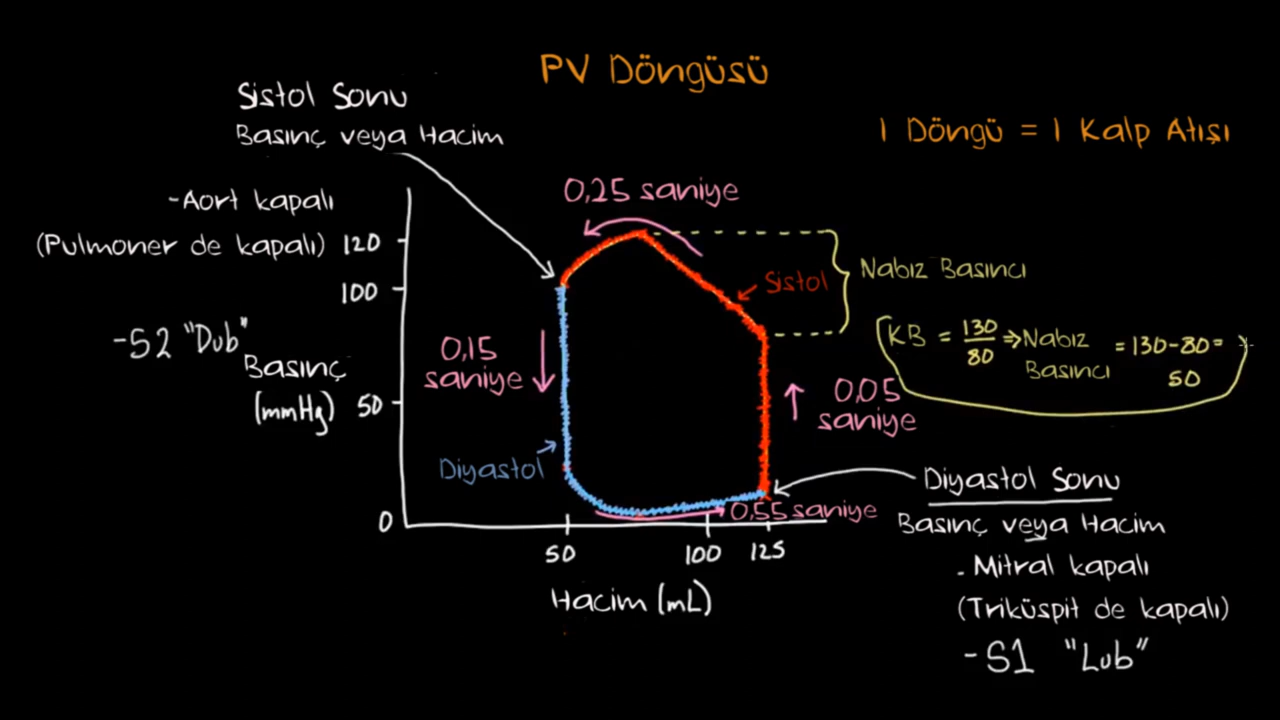 PV Döngüsü
Sistol Sonu
Basınç veya Hacim
1 Döngü = 1 Kalp Atışı
-Aort kapalı
(Pulmoner de kapalı)
-S2 "Dub"
0,25 saniye
Nabız Basıncı
Sistol
KB = 130/80 ⇒ Nabız Basıncı = 130-80= 50
120
100
50
0
Basınç
(mmHg)
0,15
saniye
0,05
saniye
Diyastol
0,55 saniye
50 100 125
Hacim (mL)
Diyastol Sonu
Basınç veya Hacim
. Mitral kapalı
(Triküspit de kapalı)
-S1 "Lub"